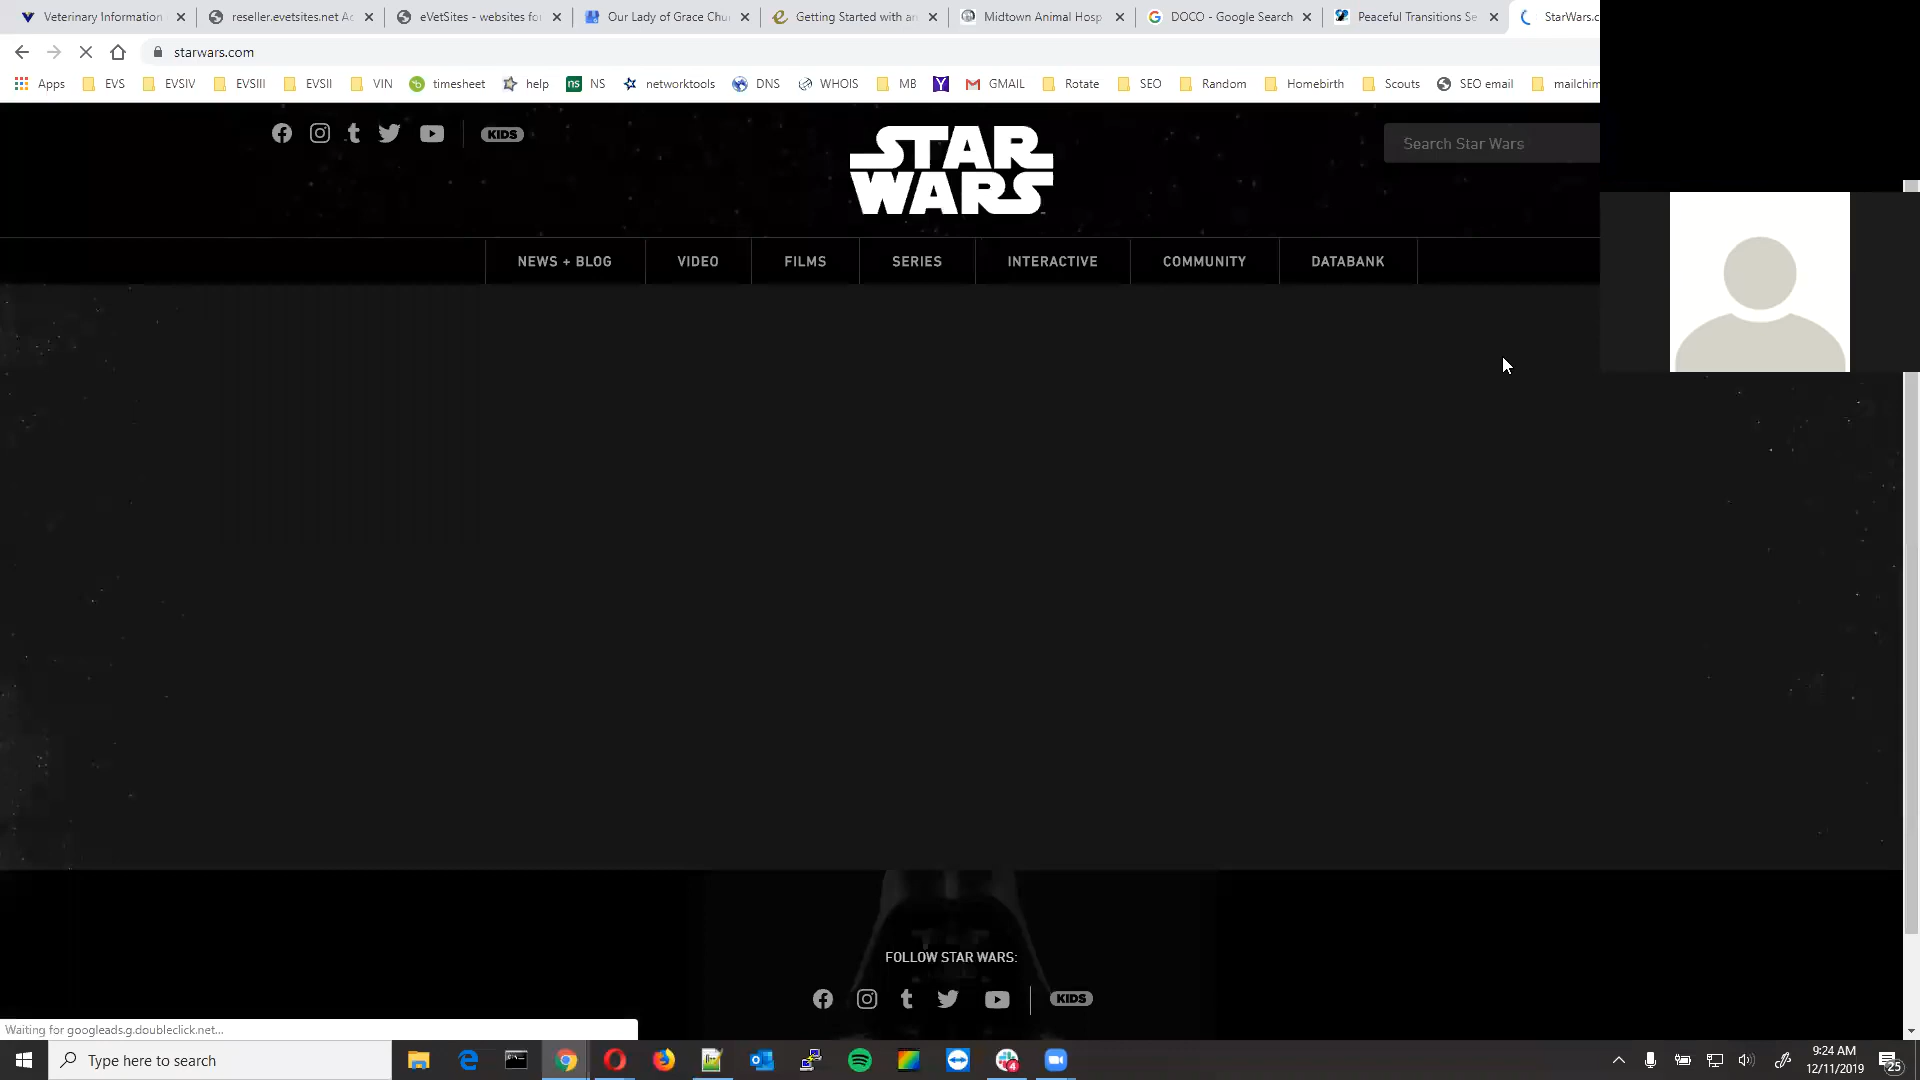 Veterinary Information
reseller.evetsites.net Ac
eVetSites - websites fo
Our Lady of Grace Chu
Getting Started with an
Midtown Animal Hosp
DOCO - Google Search
Peaceful Transitions Se
StarWars.c
starwars.com
Apps EVS EVSIV EVSIII EVSII VIN timesheet help NS networktools DNS WHOIS MB GMAIL Rotate SEO Random Homebirth Scouts SEO email mailchim
KIDS
STAR
WARS
Search Star Wars
NEWS + BLOG VIDEO FILMS SERIES INTERACTIVE COMMUNITY DATABANK
FOLLOW STAR WARS:
KIDS
Waiting for googleads.g.doubleclick.net...
Type here to search
4
9:24 AM
12/11/2019
25